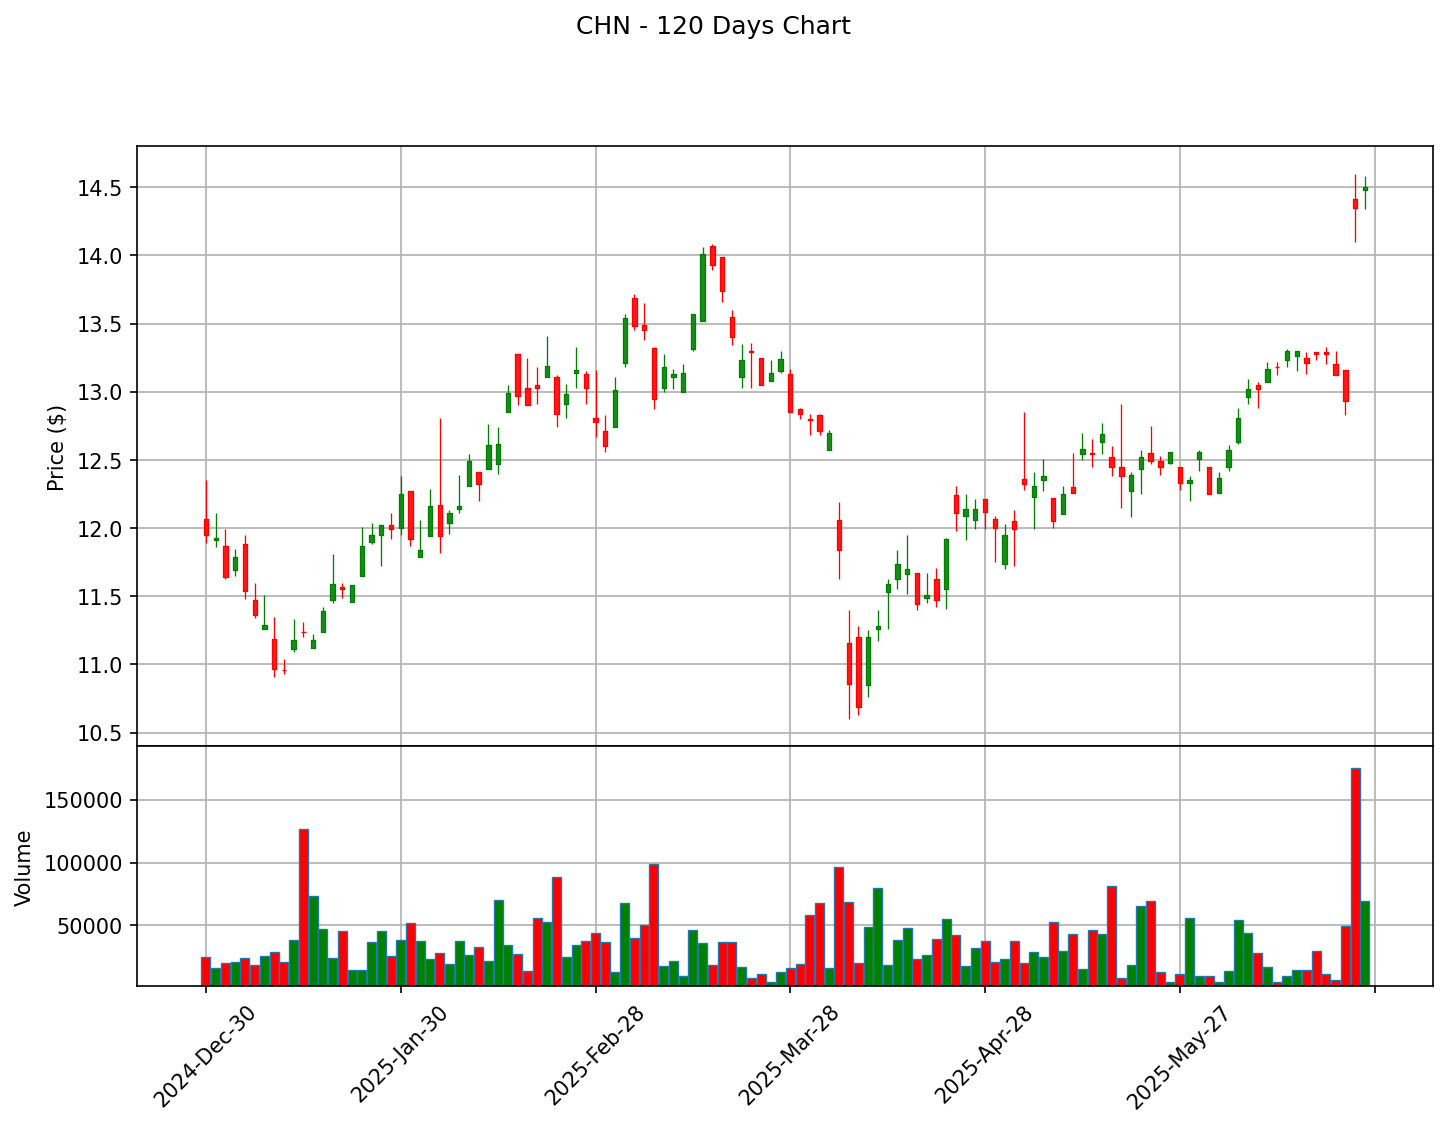 CHN - 120 Days Chart
Price ($)
14.5
14.0
13.5
13.0
12.5
12.0
11.5
11.0
10.5
Volume
150000
100000
50000
2024-Dec-30
2025-Jan-30
2025-Feb-28
2025-Mar-28
2025-Apr-28
2025-May-27